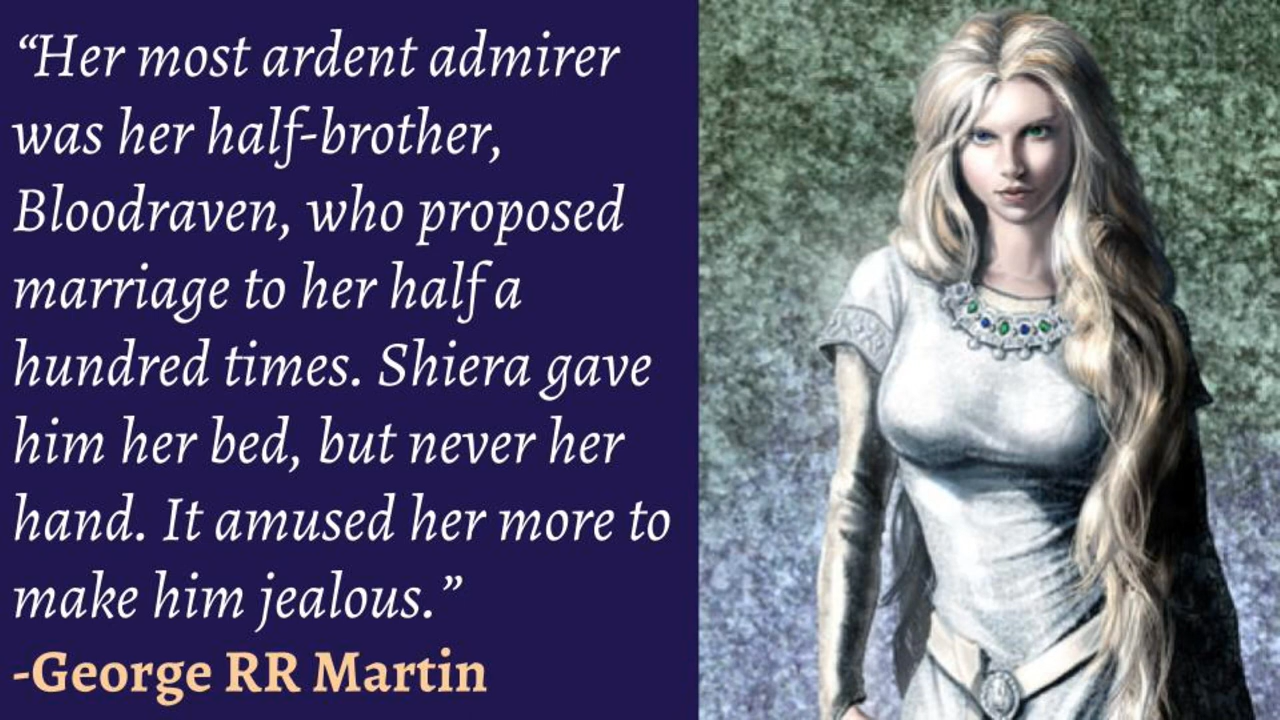 “Her most ardent admirer
was her half-brother,
Bloodraven, who proposed
marriage to her half a
hundred times. Shiera gave
him her bed, but never her
hand. It amused her more to
make him jealous.”
-George RR Martin